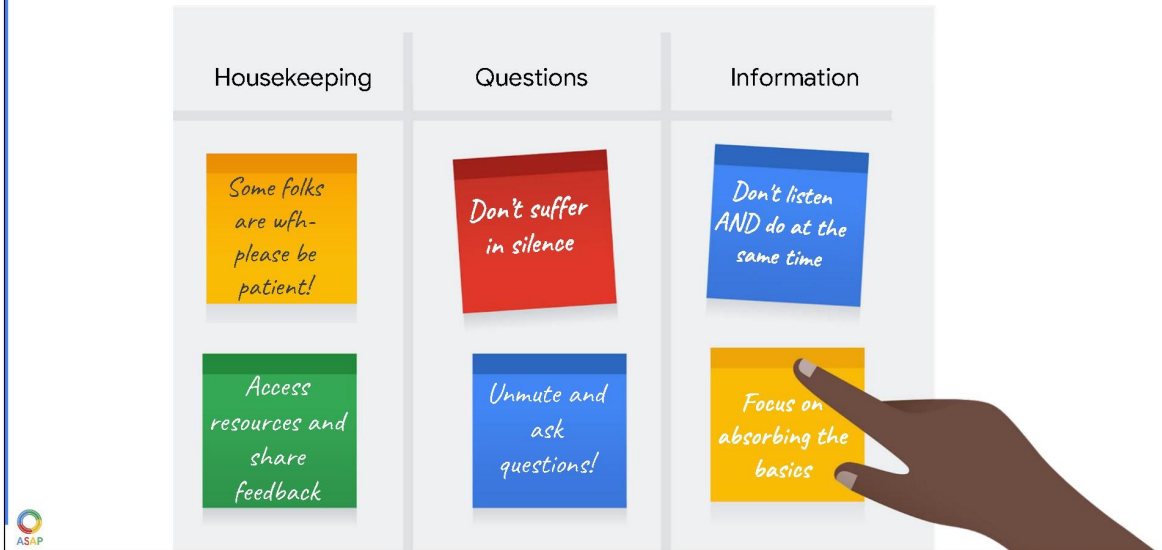 Housekeeping
Questions
Information
Some folks
are wfh-
please be
patient!
Don't suffer
in silence
Don't listen
AND do at the
same time
Access
resources and
share
feedback
Unmute and
ask
questions!
Focus on
absorbing the
basics
ASAP